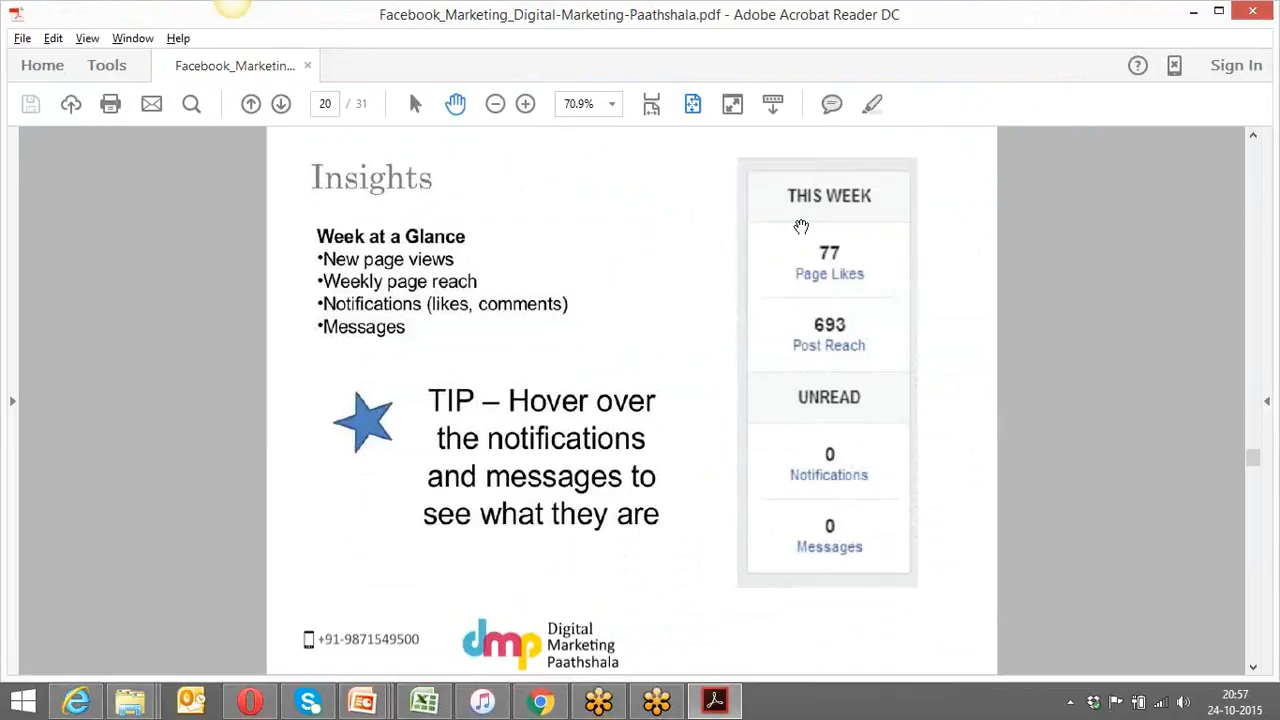 Facebook_Marketing_Digital-Marketing-Paathshala.pdf - Adobe Acrobat Reader DC
File Edit View Window Help
Home Tools Facebook_Marketin... × Sign In
20 / 31 70.9%
Insights
Week at a Glance
•New page views
•Weekly page reach
•Notifications (likes, comments)
•Messages
TIP – Hover over
the notifications
and messages to
see what they are
THIS WEEK
77
Page Likes
693
Post Reach
UNREAD
0
Notifications
0
Messages
+91-9871549500
dmp Digital
Marketing
Paathshala
20:57
24-10-2015